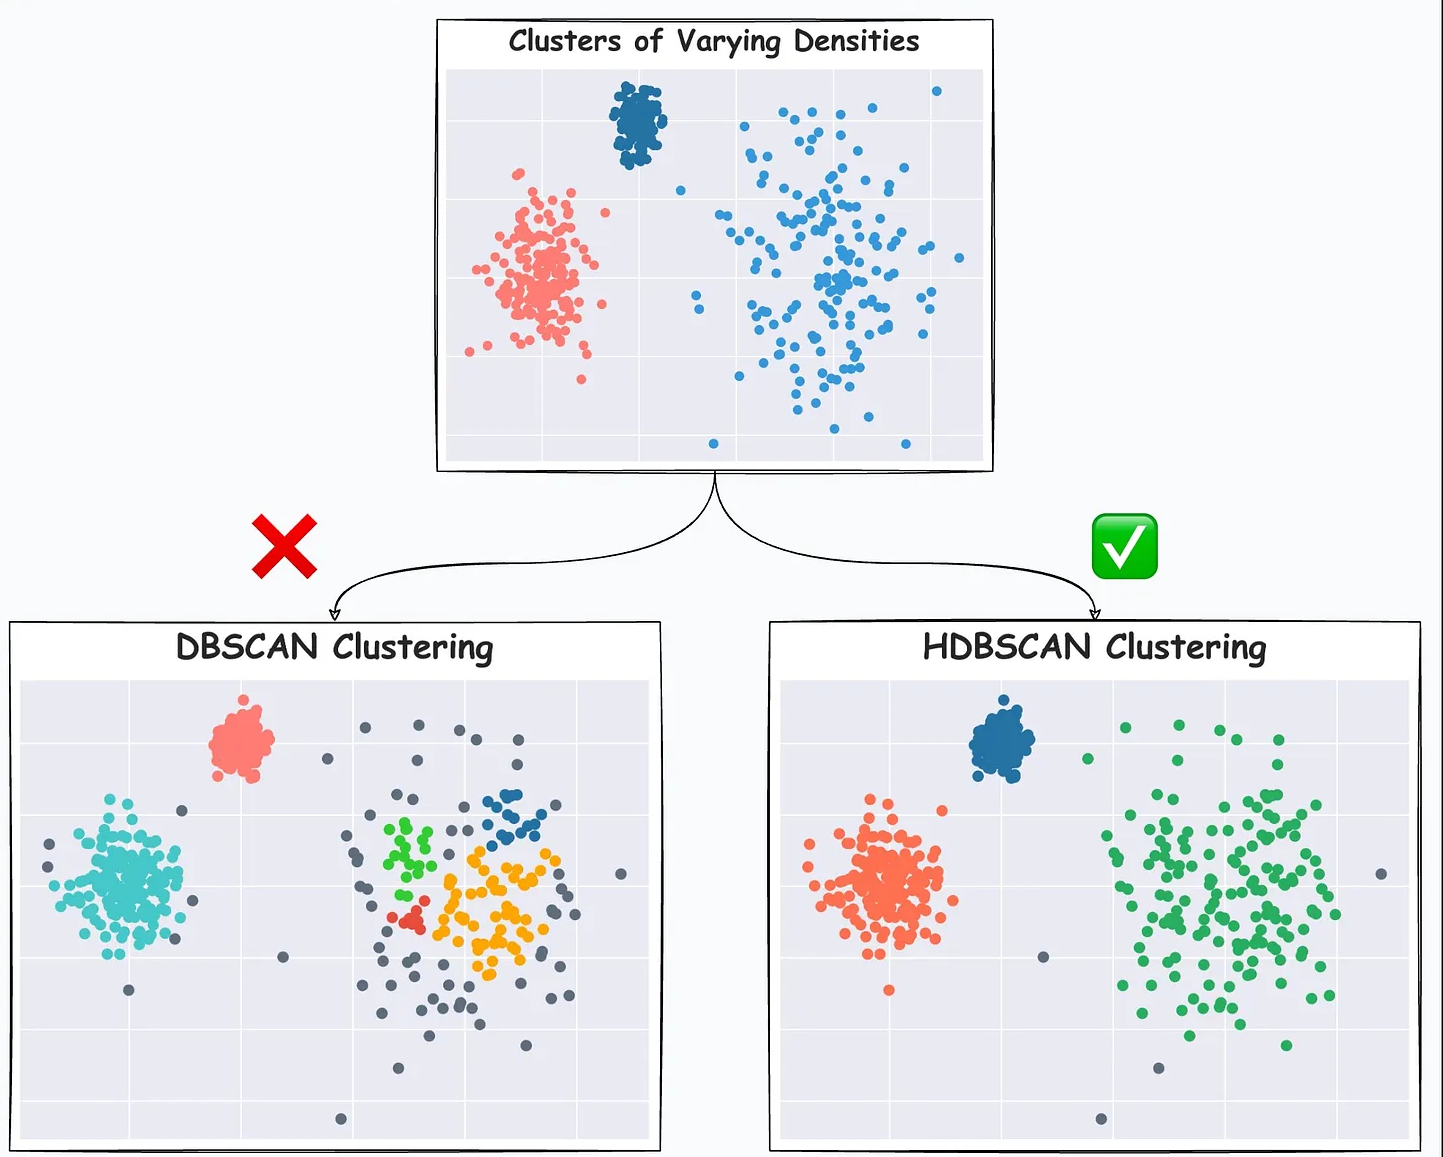 Clusters of Varying Densities
DBSCAN Clustering
HDBSCAN Clustering